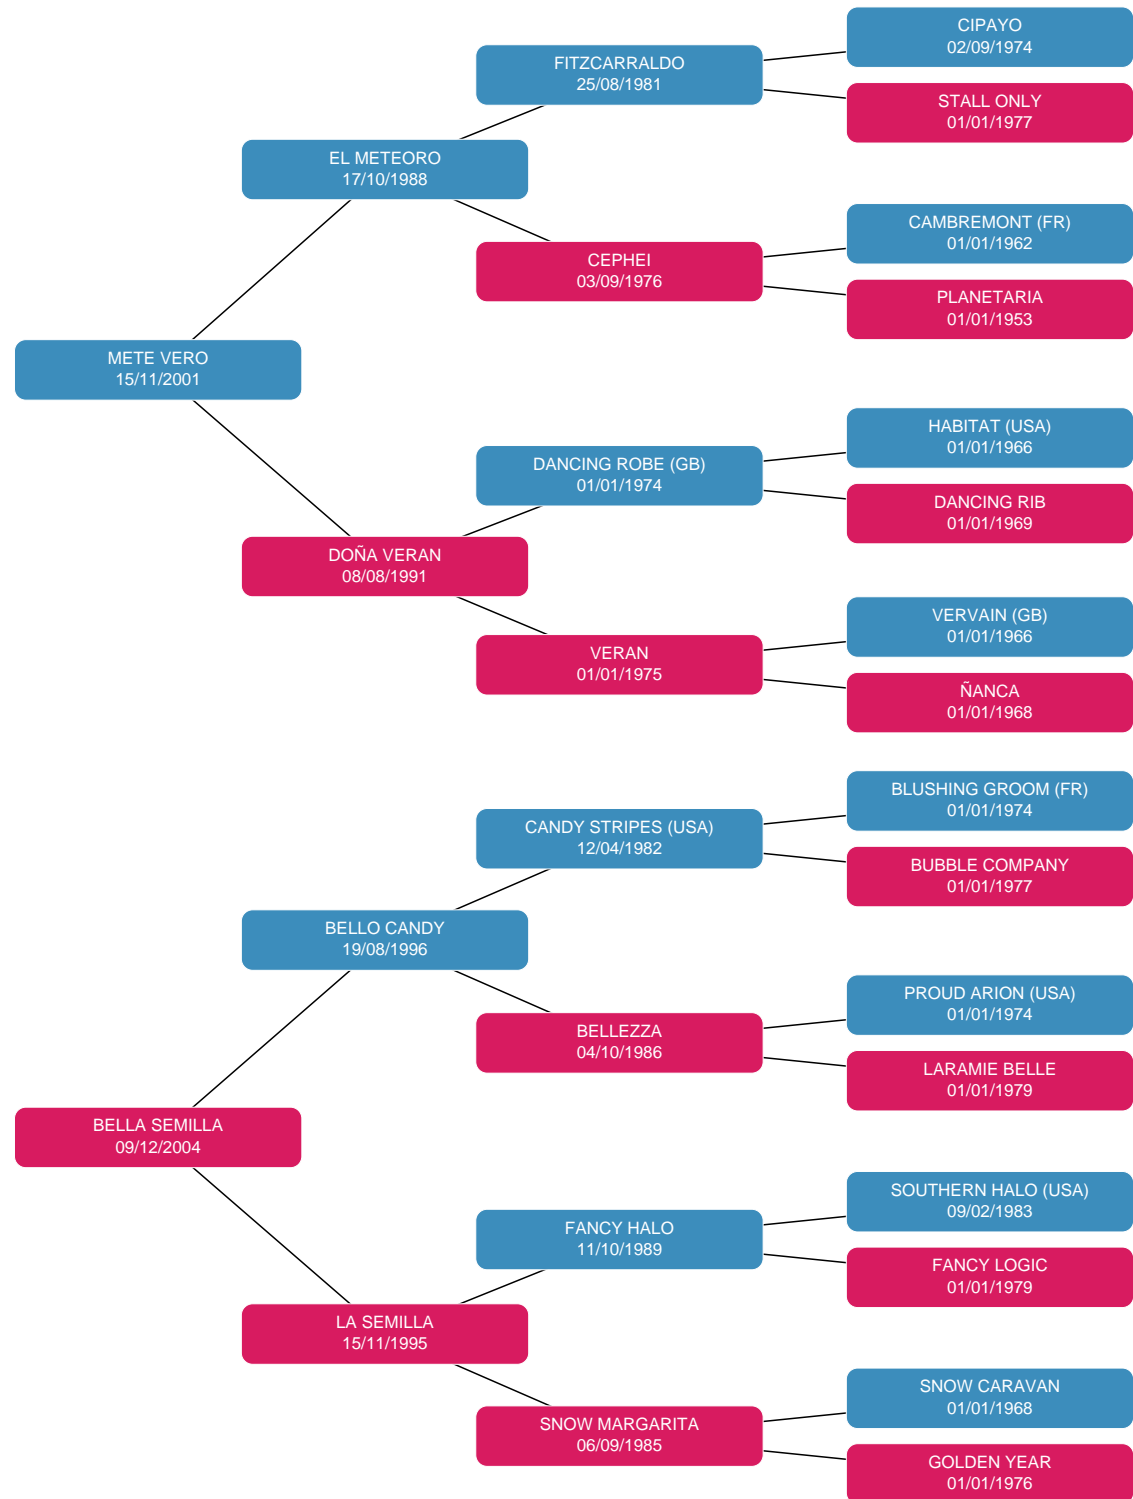 CIPAYO
02/09/1974
FITZCARRALDO
25/08/1981
STALL ONLY
01/01/1977
EL METEORO
17/10/1988
CAMBREMONT (FR)
01/01/1962
CEPHEI
03/09/1976
PLANETARIA
01/01/1953
METE VERO
15/11/2001
HABITAT (USA)
01/01/1966
DANCING ROBE (GB)
01/01/1974
DANCING RIB
01/01/1969
DOÑA VERAN
08/08/1991
VERVAIN (GB)
01/01/1966
VERAN
01/01/1975
ÑANCA
01/01/1968
BLUSHING GROOM (FR)
01/01/1974
CANDY STRIPES (USA)
12/04/1982
BUBBLE COMPANY
01/01/1977
BELLO CANDY
19/08/1996
PROUD ARION (USA)
01/01/1974
BELLEZZA
04/10/1986
LARAMIE BELLE
01/01/1979
BELLA SEMILLA
09/12/2004
SOUTHERN HALO (USA)
09/02/1983
FANCY HALO
11/10/1989
FANCY LOGIC
01/01/1979
LA SEMILLA
15/11/1995
SNOW CARAVAN
01/01/1968
SNOW MARGARITA
06/09/1985
GOLDEN YEAR
01/01/1976